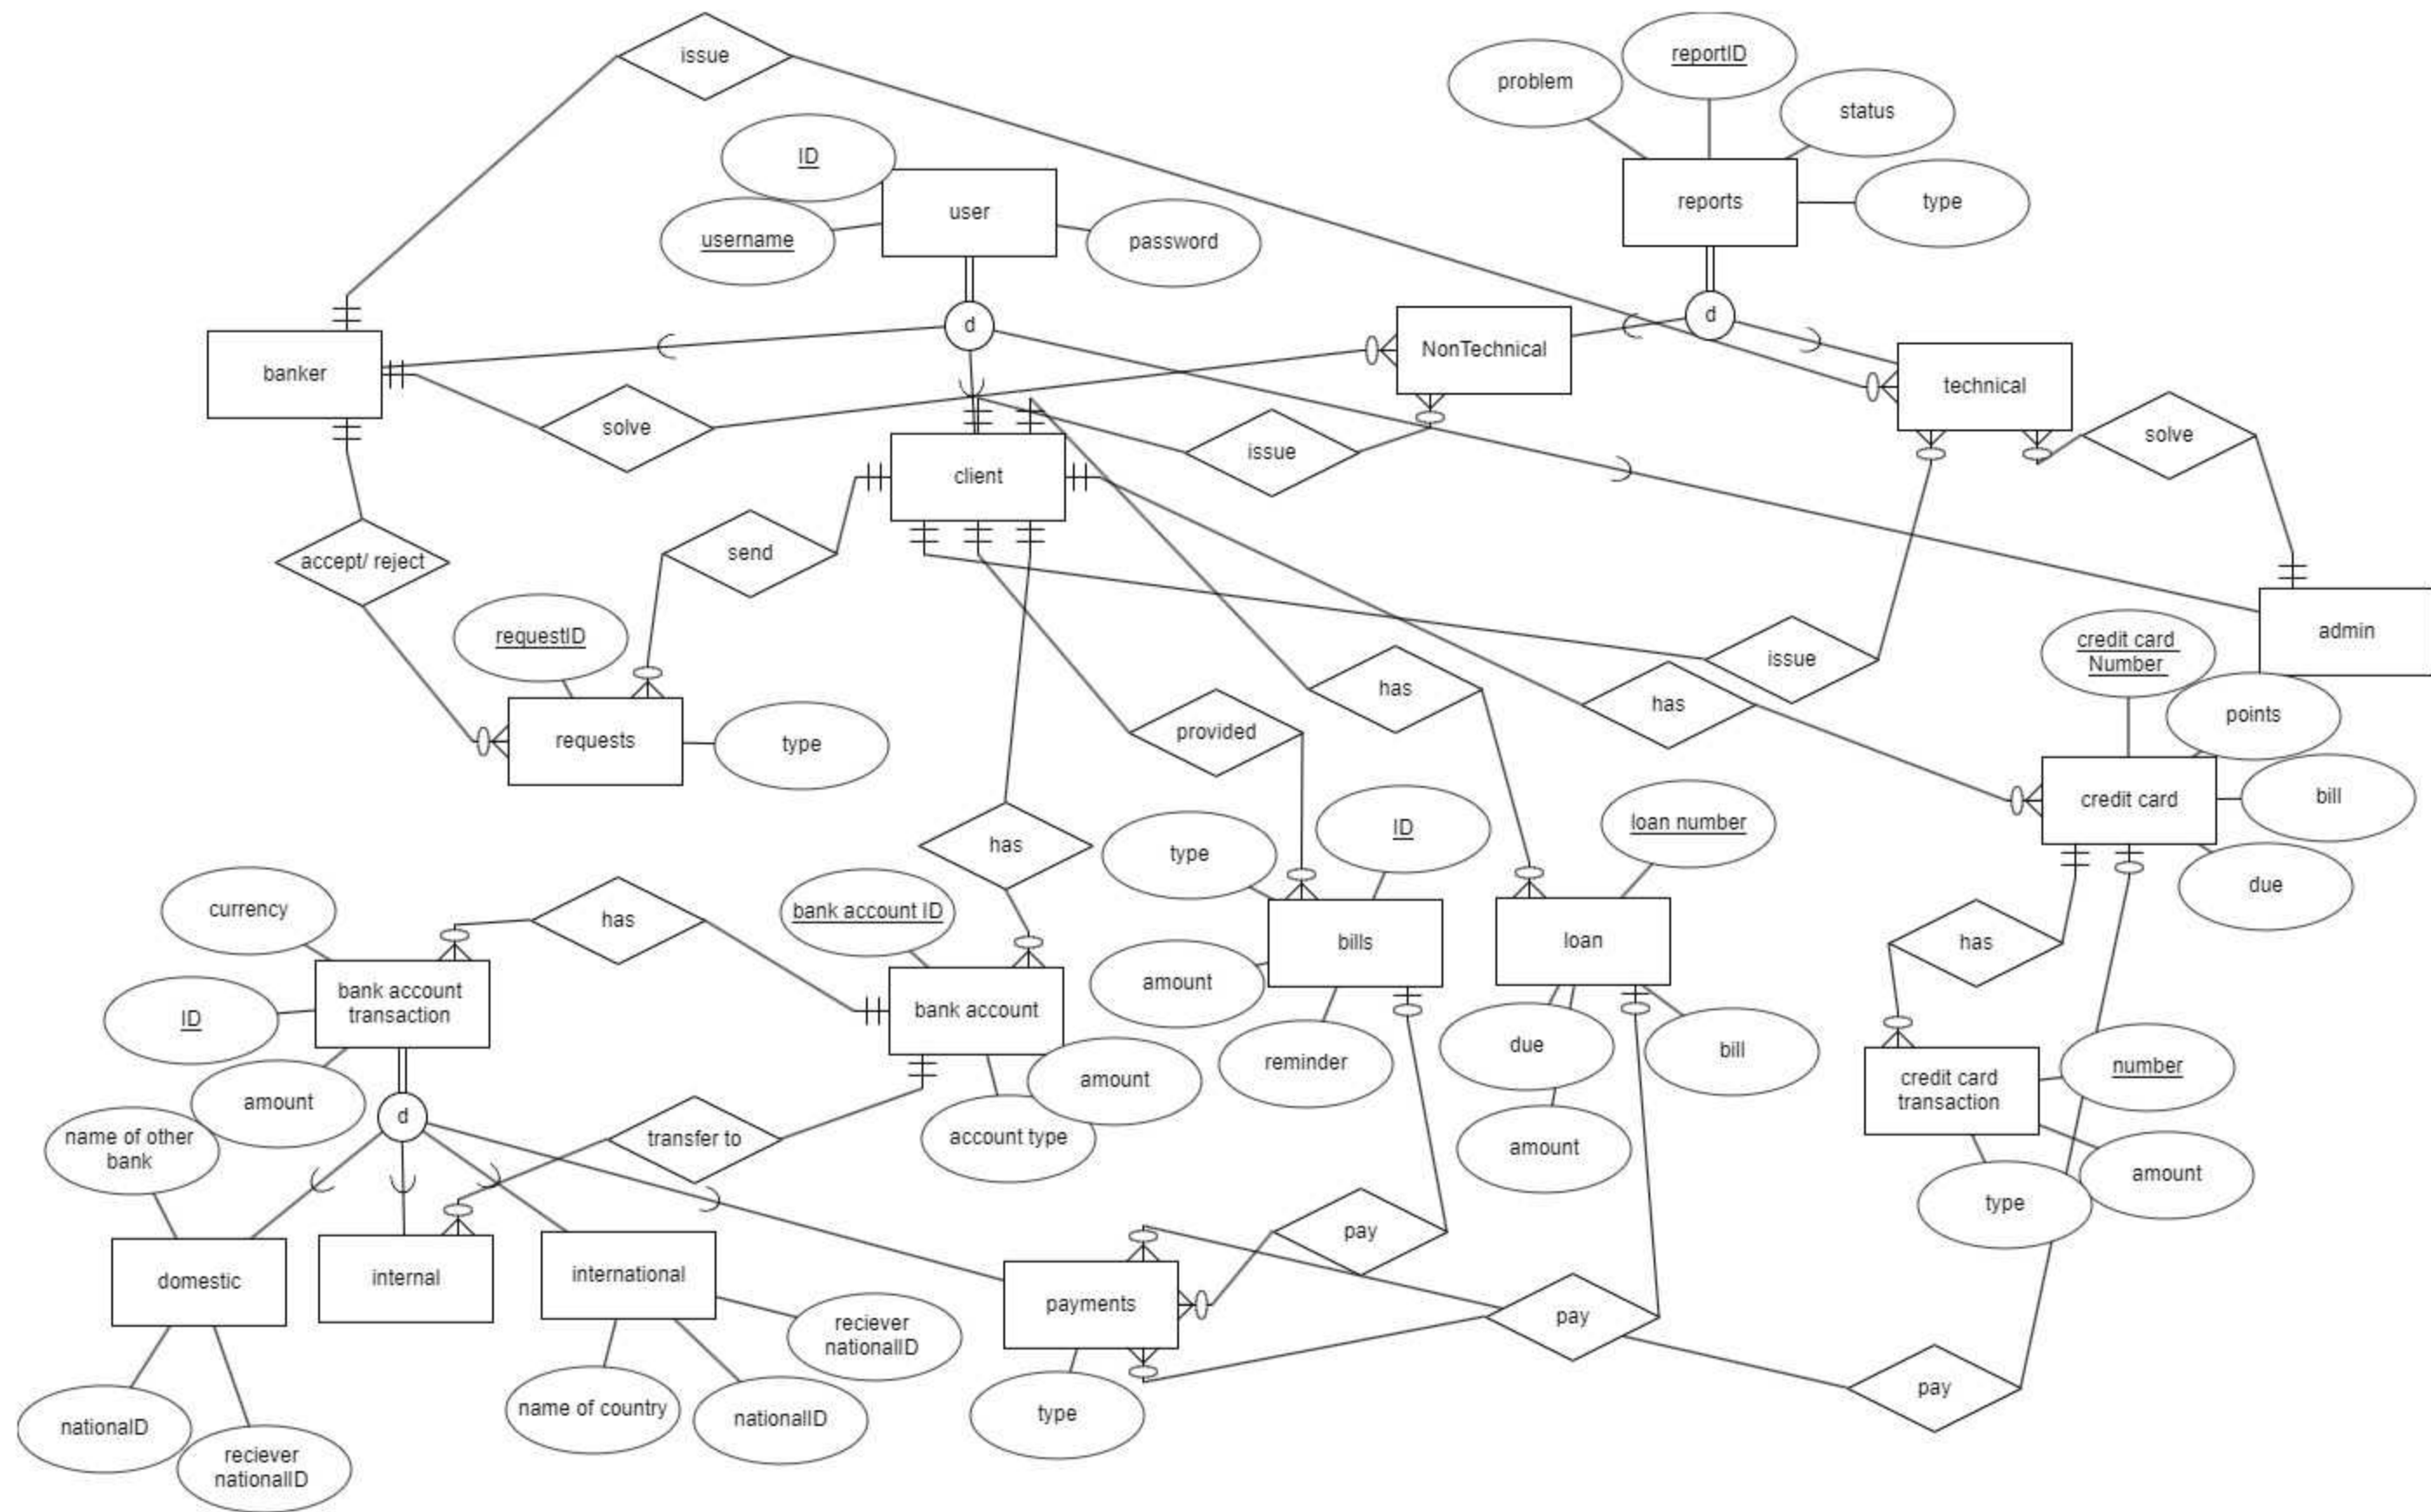 issue
reportID
problem
status
ID
user
reports
type
username
password
d
d
NonTechnical
banker
technical
solve
issue
solve
client
send
accept/ reject
requestID
admin
credit card
Number
issue
has
has
points
provided
requests
type
credit card
bill
loan number
ID
type
has
due
currency
has
bank account ID
bills
loan
has
bank account
transaction
ID
bank account
amount
due
bill
reminder
number
credit card
transaction
amount
amount
d
name of other
bank
transfer to
account type
amount
amount
type
pay
domestic
internal
international
payments
pay
reciever
nationalID
pay
name of country
nationalID
type
nationalD
reciever
nationalID